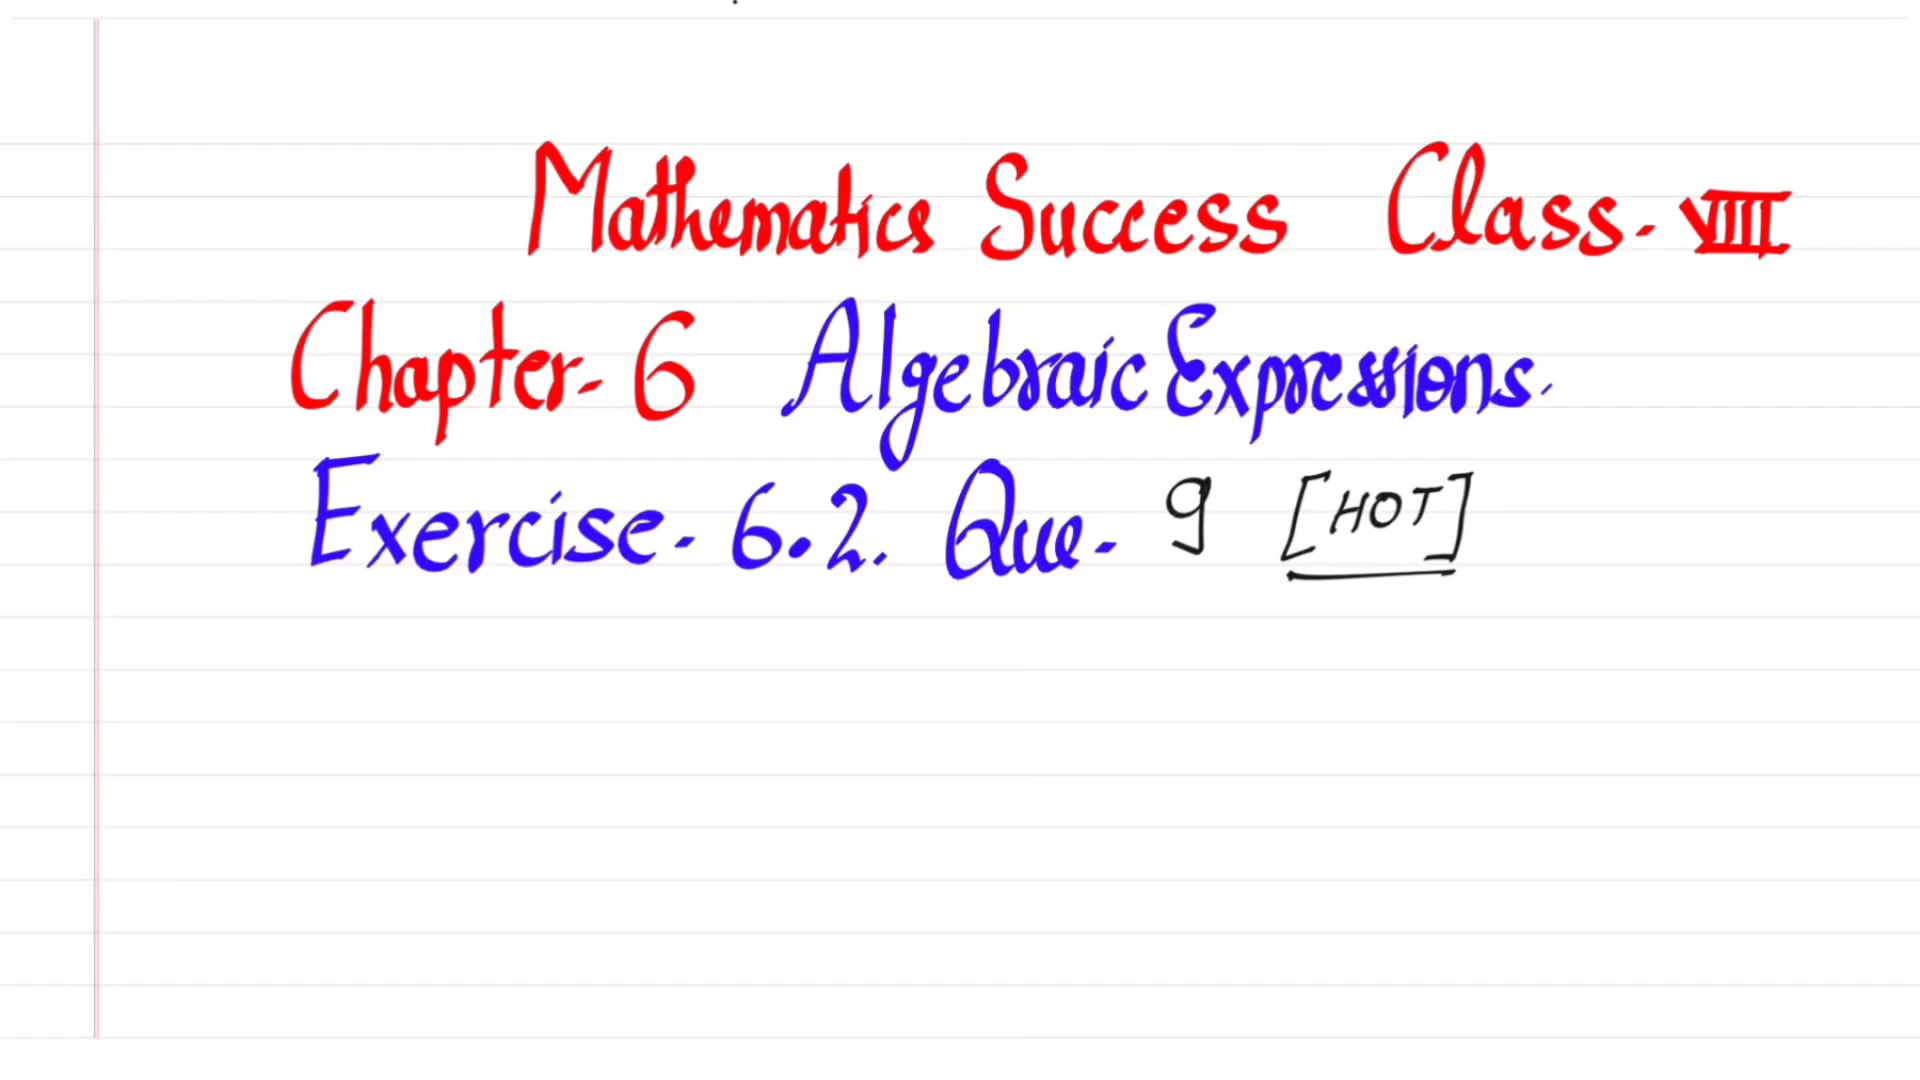 Mathematics Success Class- VIII
Chapter- 6 Algebraic Expressions.
Exercise- 6.2. Que- 9 [HOT]